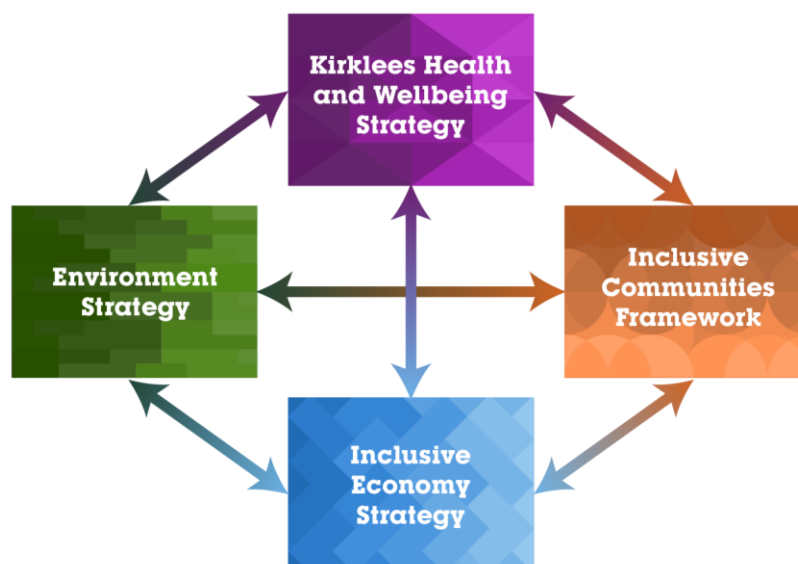 Kirklees Health
and Wellbeing
Strategy
Environment
Strategy
Inclusive
Communities
Framework
Inclusive
Economy
Strategy